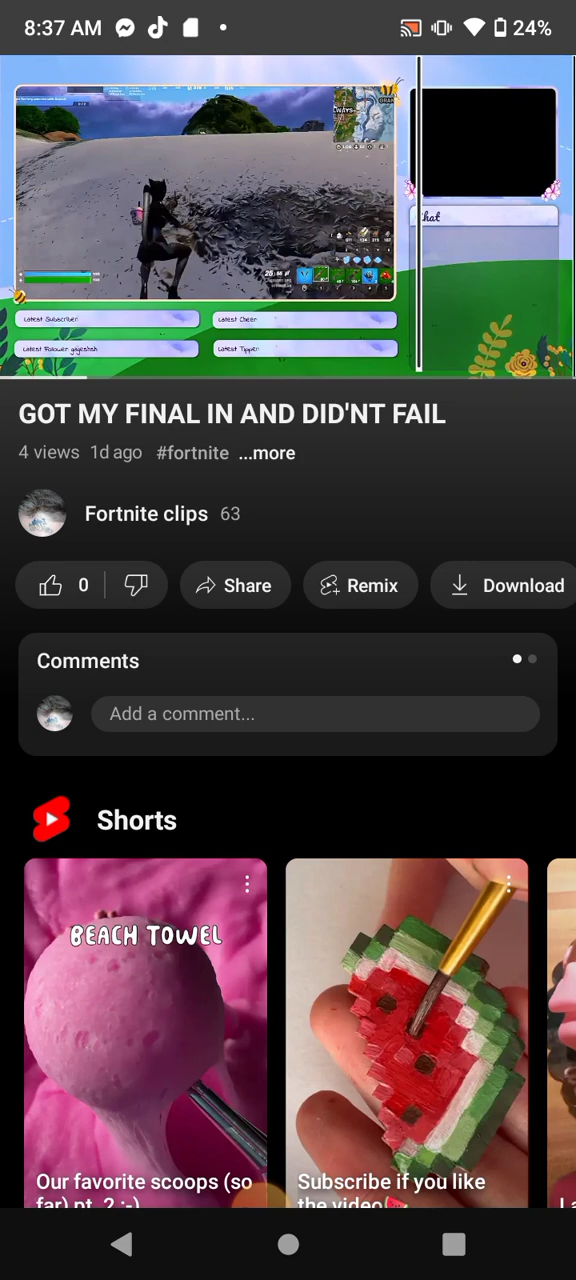 8:37 AM
24%
Chat
Latest Subscriber
Latest Cheer
Latest Follower
Latest Tipper
GOT MY FINAL IN AND DID'NT FAIL
4 views 1d ago #fortnite ...more
Fortnite clips 63
0
Share
Remix
Download
Comments
Add a comment...
Shorts
BEACH TOWEL
Our favorite scoops (so
far) pt. 2 :-)
Subscribe if you like
the video🍉